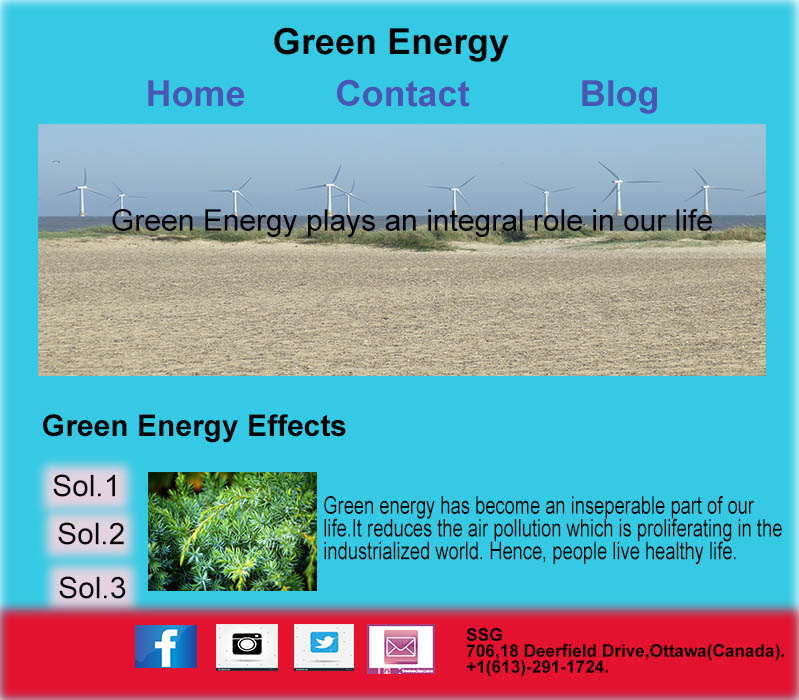 Green Energy
Home Contact Blog
Green Energy plays an integral role in our life
Green Energy Effects
Sol.1
Sol.2
Sol.3
Green energy has become an inseperable part of our
life.It reduces the air pollution which is proliferating in the
industrialized world. Hence, people live healthy life.
f
SSG
706,18 Deerfield Drive,Ottawa(Canada).
+1(613)-291-1724.